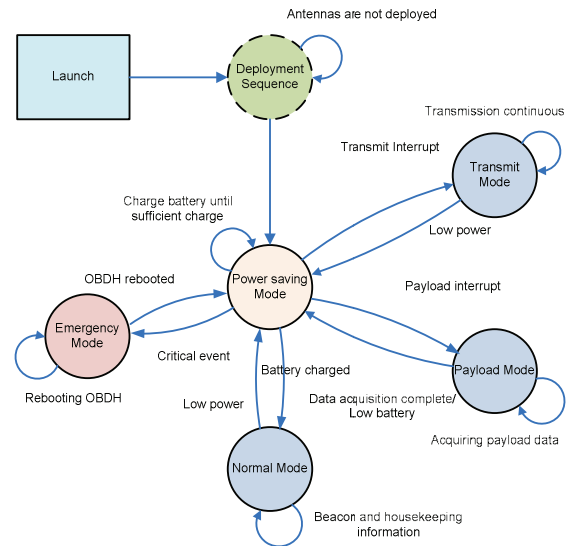 Antennas are not deployed
Launch
Deployment
Sequence
Transmission continuous
Transmit Interrupt
Transmit
Mode
Charge battery until
sufficient charge
Low power
Power saving
Mode
OBDH rebooted
Payload interrupt
Emergency
Mode
Critical event
Battery charged
Payload Mode
Rebooting OBDH
Low power
Data acquisition complete/
Low battery
Acquiring payload data
Normal Mode
Beacon and housekeeping
information